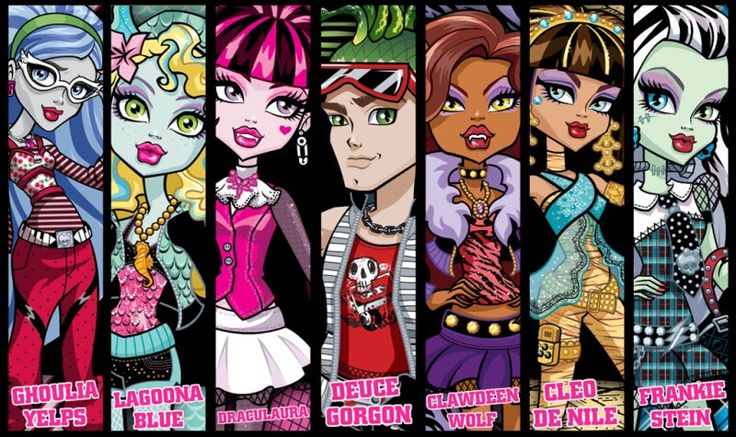 GHOULIA
YELPS
LAGOONA
BLUE
DRACULAURA
DEUCE
GORGON
CLAWDEEN
WOLF
CLEO
DE NILE
FRANKIE
STEIN